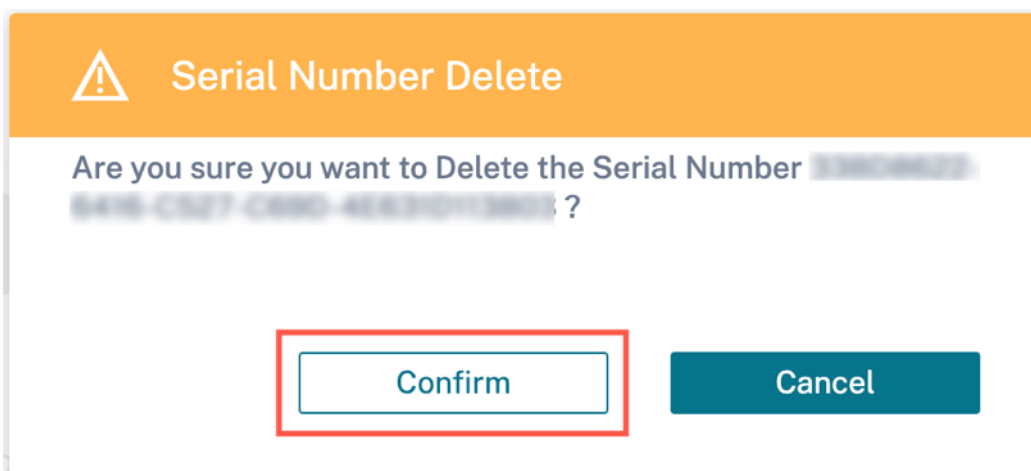 Serial Number Delete
Are you sure you want to Delete the Serial Number
?
Confirm
Cancel